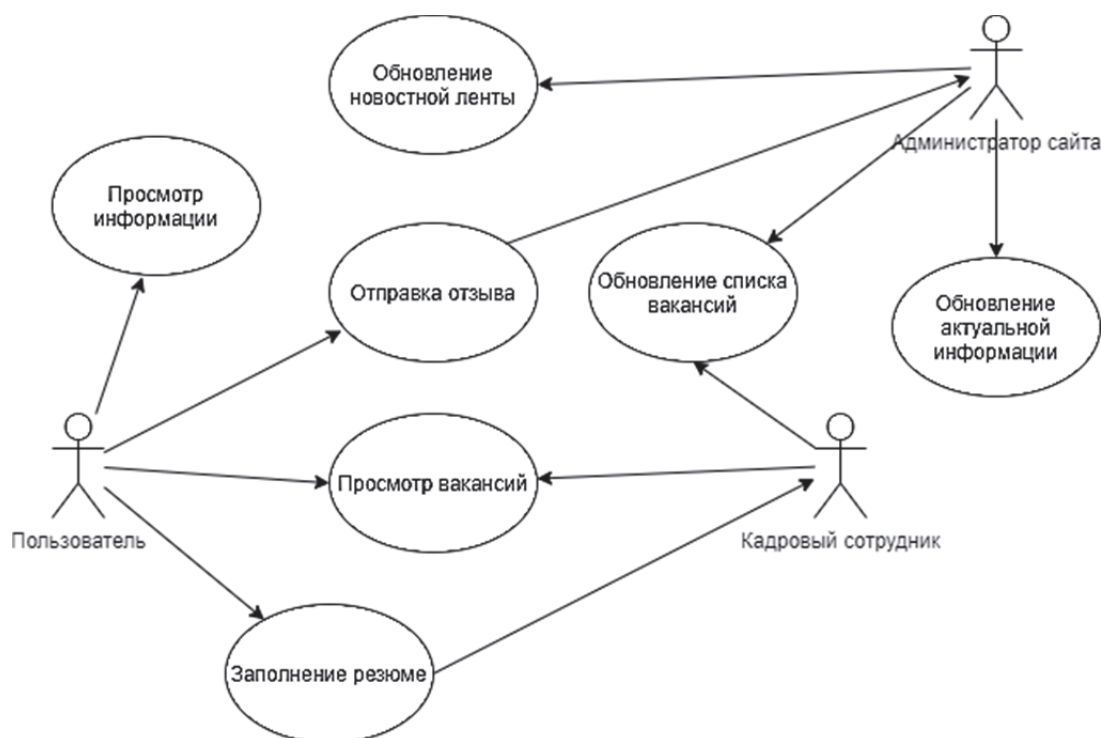 Обновление
новостной ленты
Администратор сайта
Просмотр
информации
Отправка отзыва
Обновление списка
вакансий
Обновление
актуальной
информации
Просмотр вакансий
Пользователь
Кадровый сотрудник
Заполнение резюме